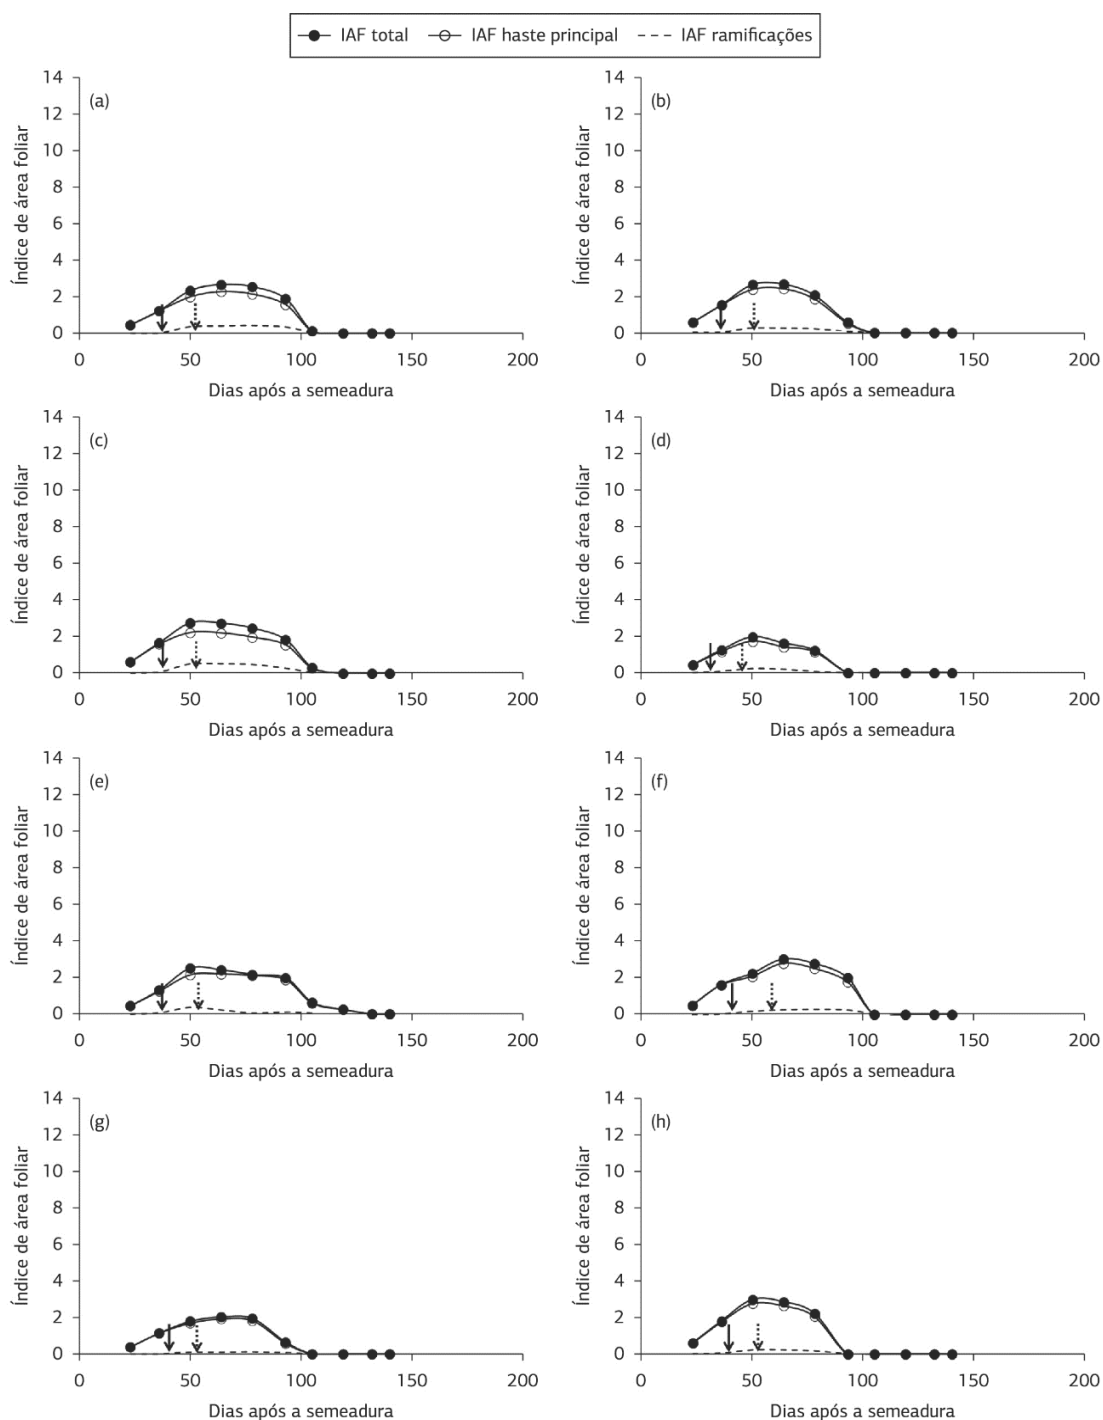 IAF total IAF haste principal IAF ramificações
(a)
Índice de área foliar
14
12
10
8
6
4
2
0
0 50 100 150 200
Dias após a semeadura
(b)
Índice de área foliar
14
12
10
8
6
4
2
0
0 50 100 150 200
Dias após a semeadura
(c)
Índice de área foliar
14
12
10
8
6
4
2
0
0 50 100 150 200
Dias após a semeadura
(d)
Índice de área foliar
14
12
10
8
6
4
2
0
0 50 100 150 200
Dias após a semeadura
(e)
Índice de área foliar
14
12
10
8
6
4
2
0
0 50 100 150 200
Dias após a semeadura
(f)
Índice de área foliar
14
12
10
8
6
4
2
0
0 50 100 150 200
Dias após a semeadura
(g)
Índice de área foliar
14
12
10
8
6
4
2
0
0 50 100 150 200
Dias após a semeadura
(h)
Índice de área foliar
14
12
10
8
6
4
2
0
0 50 100 150 200
Dias após a semeadura